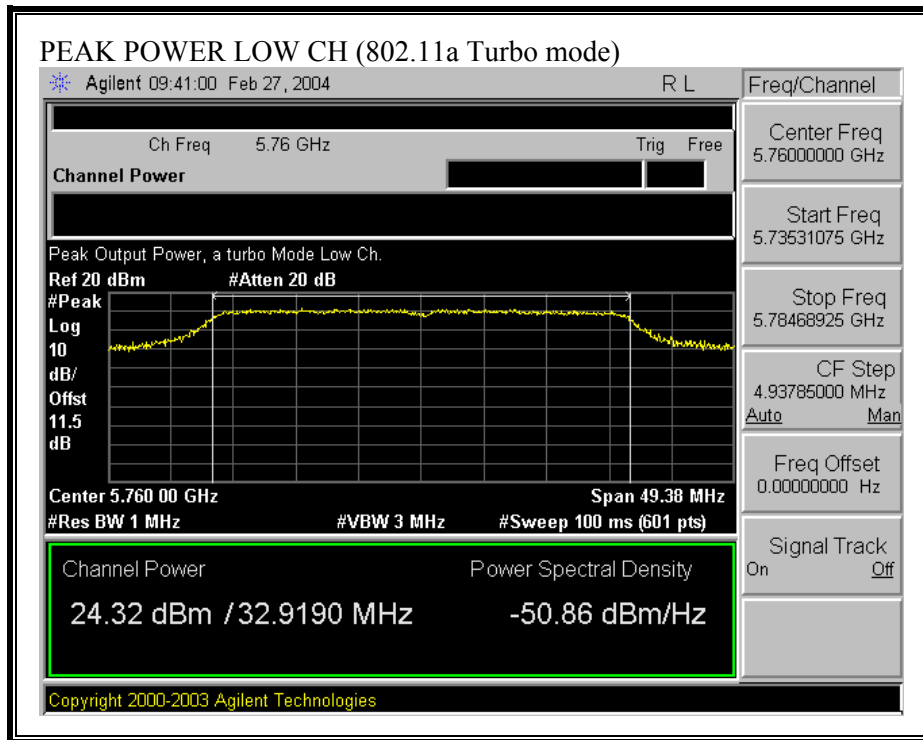 PEAK POWER LOW CH (802.11a Turbo mode)
Agilent 09:41:00 Feb 27, 2004 R L Freq/Channel
Ch Freq 5.76 GHz Trig Free
Channel Power
Center Freq
5.76000000 GHz
Start Freq
5.73531075 GHz
Stop Freq
5.78468925 GHz
CF Step
4.93785000 MHz
Auto Man
Freq Offset
0.00000000 Hz
Signal Track
On Off
Peak Output Power, a turbo Mode Low Ch.
Ref 20 dBm #Atten 20 dB
#Peak
Log
10
dB/
Offst
11.5
dB
Center 5.760 00 GHz Span 49.38 MHz
#Res BW 1 MHz #VBW 3 MHz #Sweep 100 ms (601 pts)
Channel Power Power Spectral Density
24.32 dBm / 32.9190 MHz -50.86 dBm/Hz
Copyright 2000-2003 Agilent Technologies